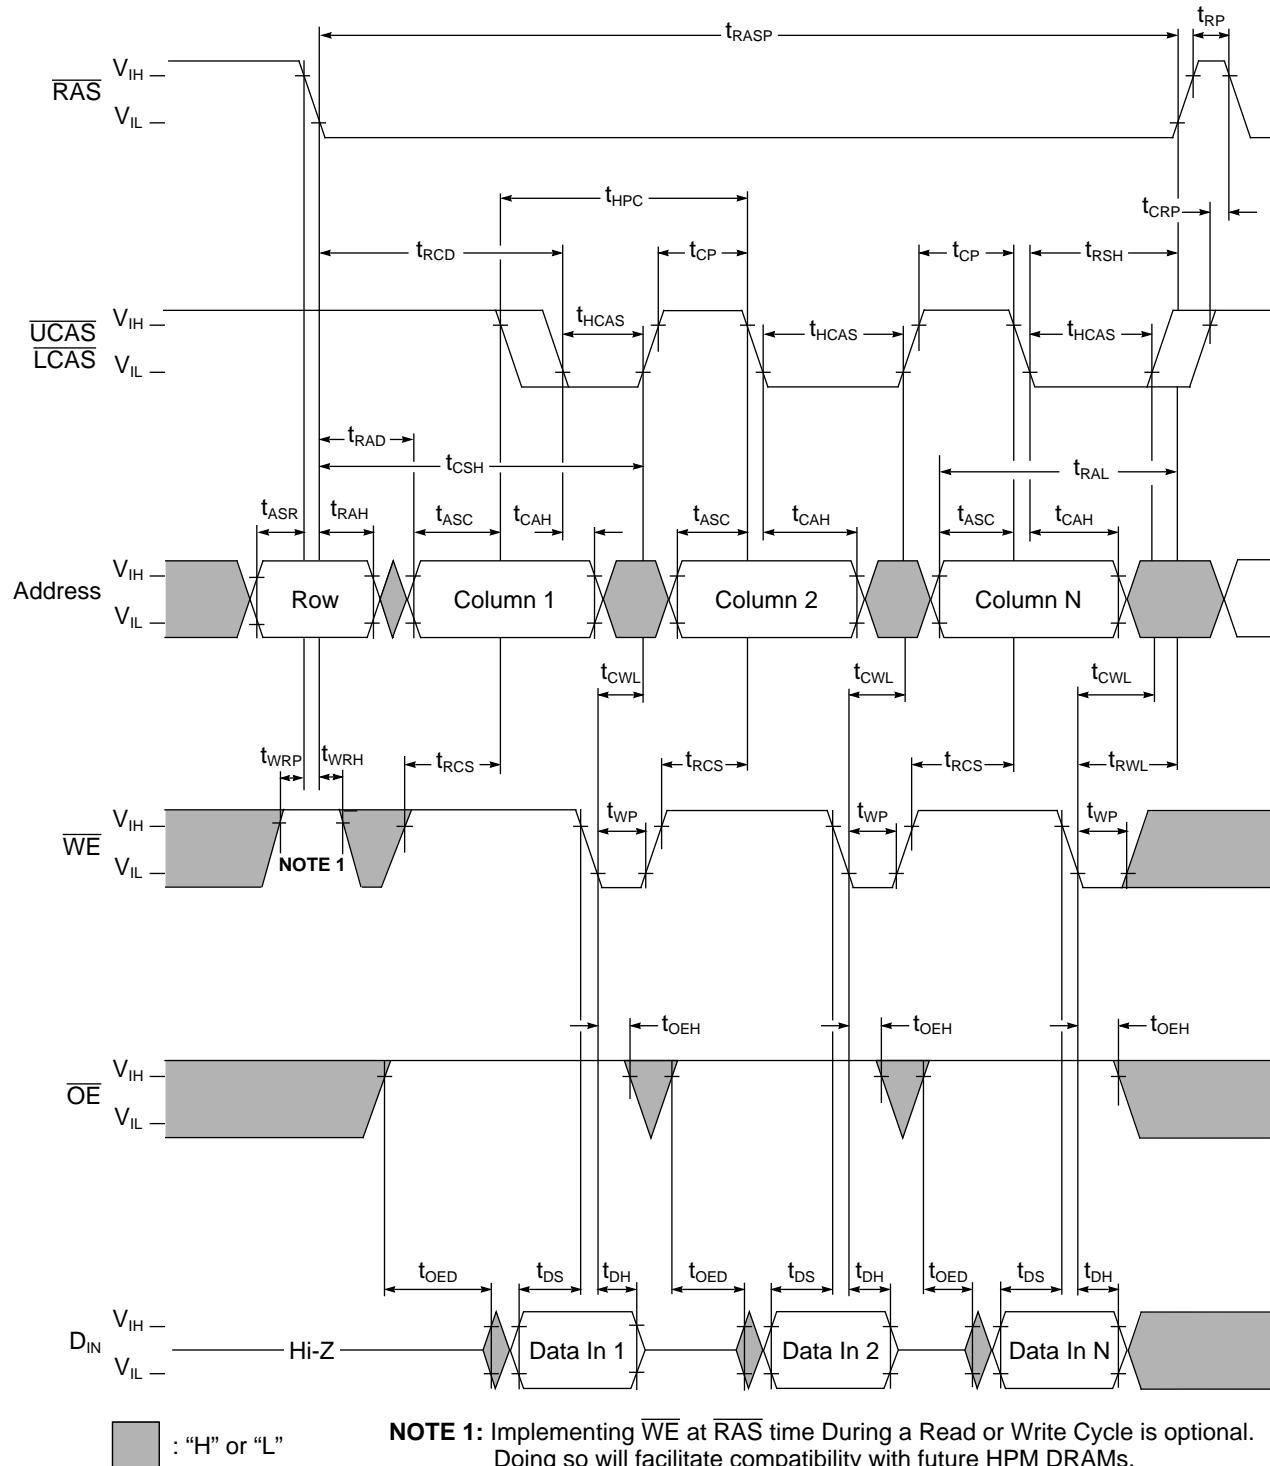 tRP
tRASP
VIH
RAS
VIL
tHPC
tCRP
tRCD tCP tCP tRSH
VIH
UCAS
tHCAS tHCAS tHCAS
LCAS
VIL
tRAD
tCSH tRAL
tASR tRAH tASC tCAH tASC tCAH tASC tCAH
VIH
Address Row Column 1 Column 2 Column N
VIL
tCWL tCWL tCWL
tWRP tWRH tRCS tRCS tRCS tRWL
VIH
tWP tWP tWP
WE
NOTE 1
VIL
tOEH tOEH tOEH
VIH
OE
VIL
tOED tDS tDH tOED tDS tDH tOED tDS tDH
VIH
DIN Hi-Z Data In 1 Data In 2 Data In N
VIL
: “H” or “L”
NOTE 1: Implementing WE at RAS time During a Read or Write Cycle is optional.
Doing so will facilitate compatibility with future HPM DRAMs.